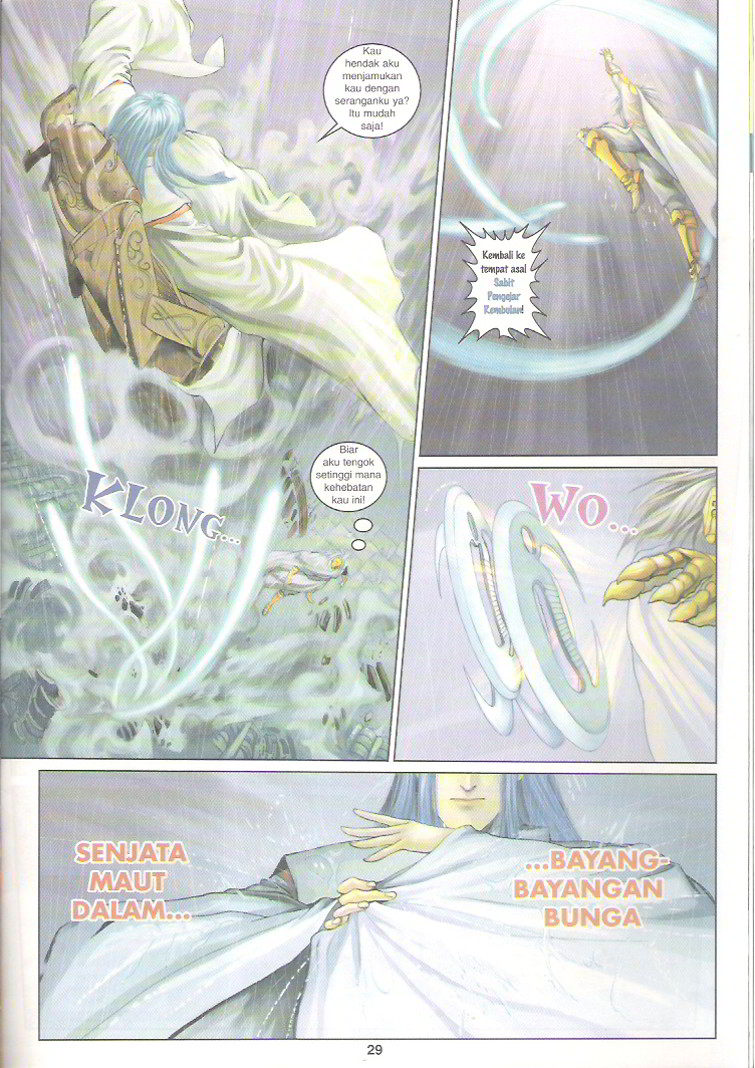 Kau
hendak aku
menjamukan
kau dengan
seranganku ya?
Itu mudah
saja!
Kembali ke
tempat asal
Sabit
Pengejar
Kembulan!
Biar
aku tengok
setinggi mana
kehebatan
kau ini!
KLONG...
WO...
SENJATA
MAUT
DALAM...
...BAYANG-
BAYANGAN
BUNGA
29